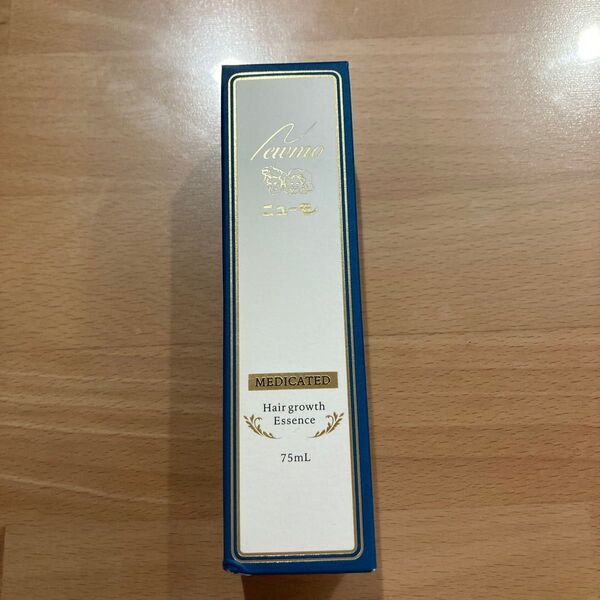 Newmo
ニューモ
MEDICATED
Hair growth
Essence
75mL